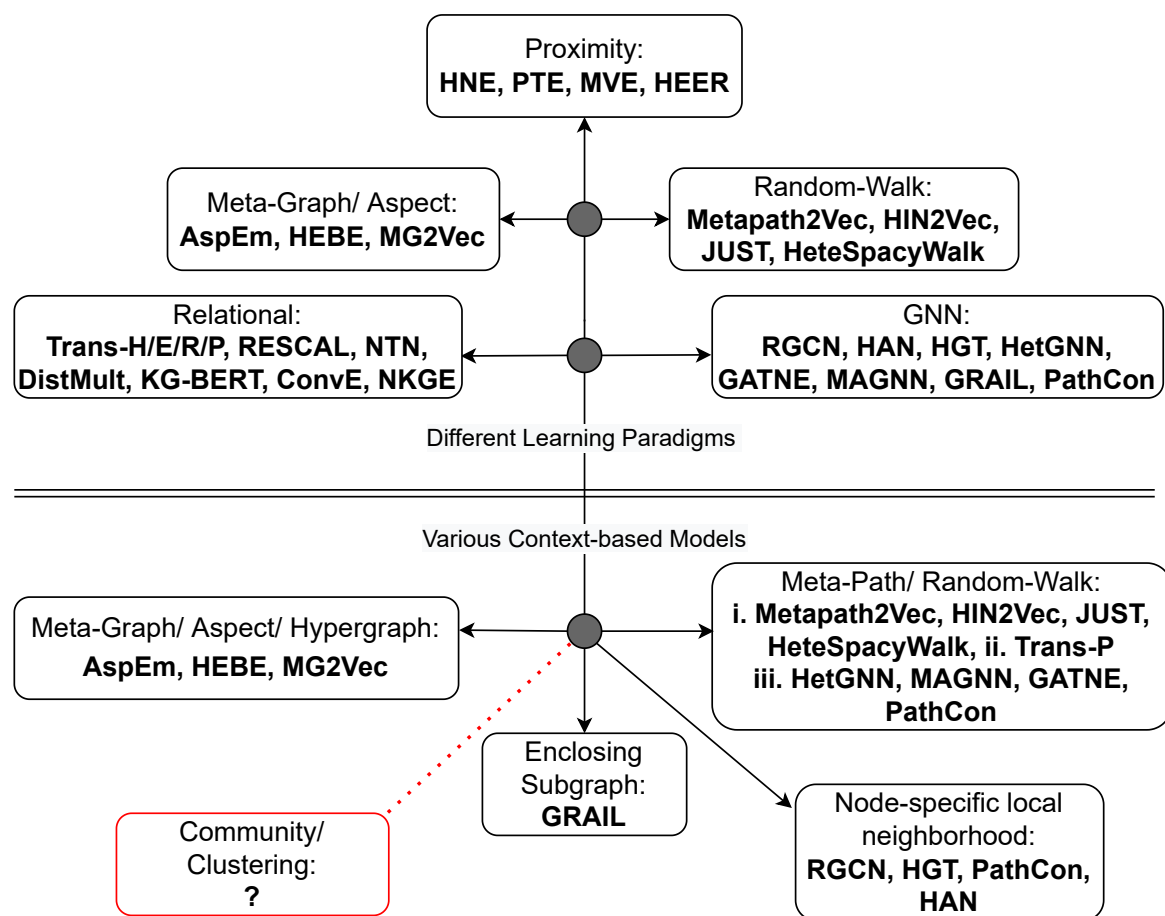 Proximity:
HNE, PTE, MVE, HEER
Meta-Graph/ Aspect:
AspEm, HEBE, MG2Vec
Random-Walk:
Metapath2Vec, HIN2Vec,
JUST, HeteSpacyWalk
Relational:
Trans-H/E/R/P, RESCAL, NTN,
DistMult, KG-BERT, ConvE, NKGE
GNN:
RGCN, HAN, HGT, HetGNN,
GATNE, MAGNN, GRAIL, PathCon
Different Learning Paradigms
Various Context-based Models
Meta-Graph/ Aspect/ Hypergraph:
AspEm, HEBE, MG2Vec
Meta-Path/ Random-Walk:
i. Metapath2Vec, HIN2Vec, JUST,
HeteSpacyWalk, ii. Trans-P
iii. HetGNN, MAGNN, GATNE,
PathCon
Enclosing
Subgraph:
GRAIL
Community/
Clustering:
?
Node-specific local
neighborhood:
RGCN, HGT, PathCon,
HAN